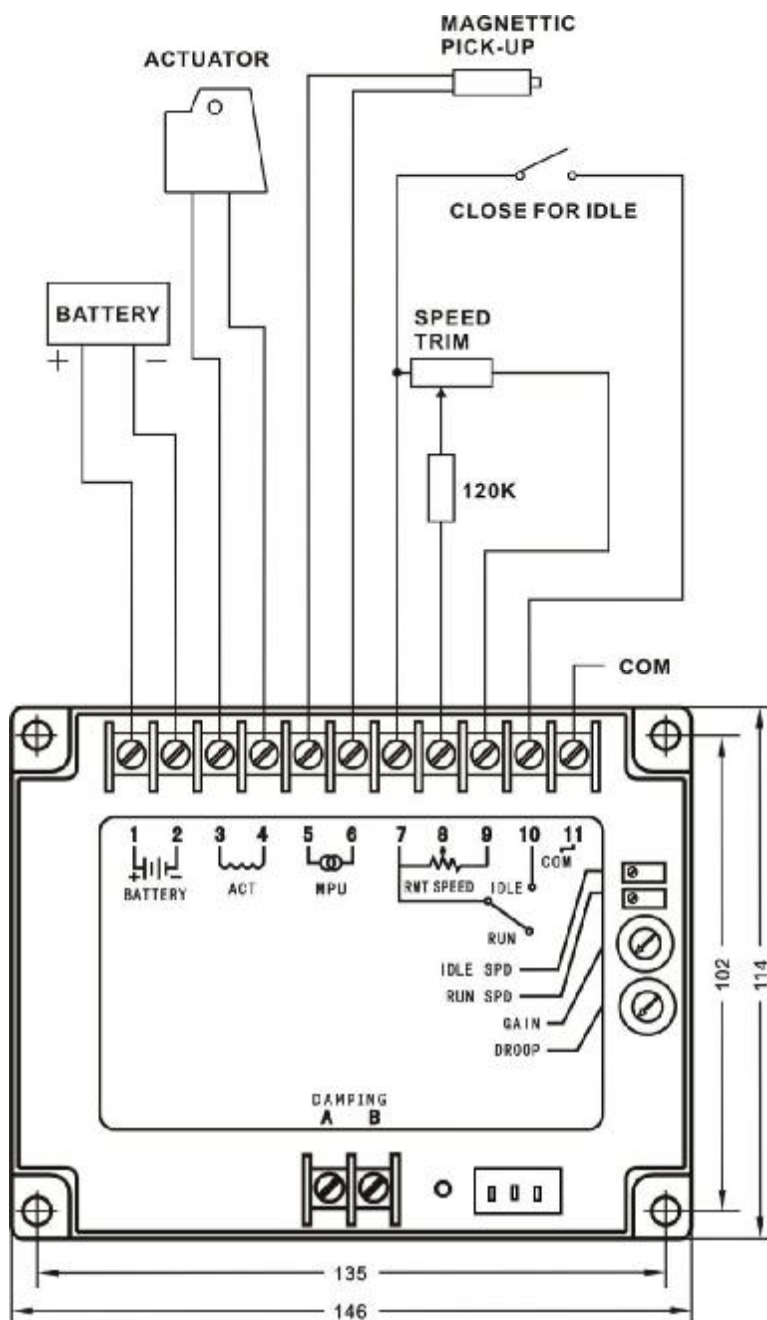 MAGNETTIC
PICK-UP
ACTUATOR
CLOSE FOR IDLE
BATTERY
+ −
SPEED
TRIM
120K
COM
1 2 3 4 5 6 7 8 9 10 11
+ −
BATTERY
ACT
MPU
RMT SPEED
IDLE
COM
RUN
IDLE SPD
RUN SPD
GAIN
DROOP
DAMPING
A B
102
114
135
146